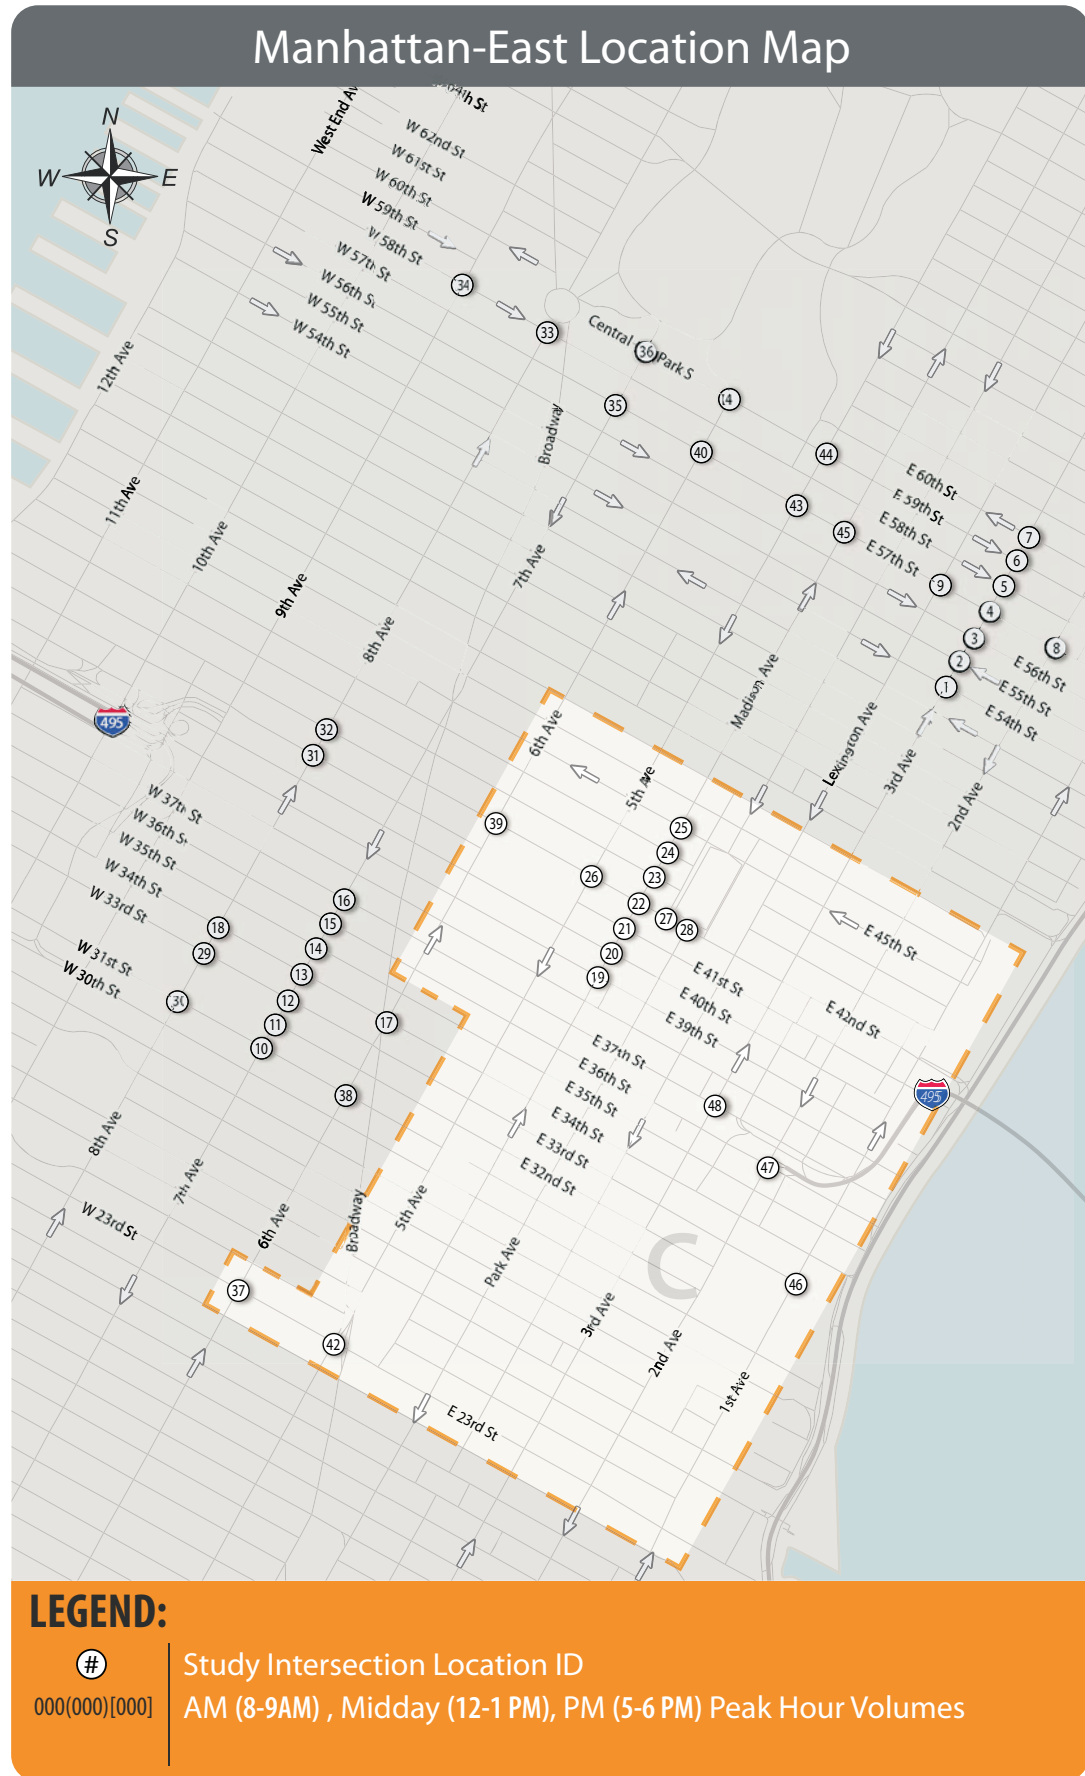 Manhattan-East Location Map
West End Av
W 62nd St
W 61st St
W 60th St
W 59th St
W 58th St
W 57th St
W 56th St
W 55th St
W 54th St
N
W
E
S
12th Ave
11th Ave
10th Ave
9th Ave
8th Ave
Broadway
7th Ave
Central Park S
34
33
36
35
40
44
43
45
E 60th St
E 59th St
E 58th St
E 57th St
7
6
5
9
4
3
8
2
1
E 56th St
E 55th St
E 54th St
Madison Ave
Lexington Ave
3rd Ave
2nd Ave
6th Ave
5th Ave
495
32
31
W 37th St
W 36th St
W 35th St
W 34th St
W 33rd St
W 31st St
W 30th St
39
25
24
26
23
22
27
28
21
20
19
16
15
18
14
29
13
12
11
10
17
38
E 45th St
E 42nd St
E 41st St
E 40th St
E 39th St
E 37th St
E 36th St
E 35th St
E 34th St
E 33rd St
E 32nd St
495
48
47
46
C
8th Ave
7th Ave
W 23rd St
6th Ave
Broadway
5th Ave
Park Ave
3rd Ave
2nd Ave
1st Ave
37
42
E 23rd St
LEGEND:
# Study Intersection Location ID
000(000)[000] AM (8-9AM) , Midday (12-1 PM), PM (5-6 PM) Peak Hour Volumes